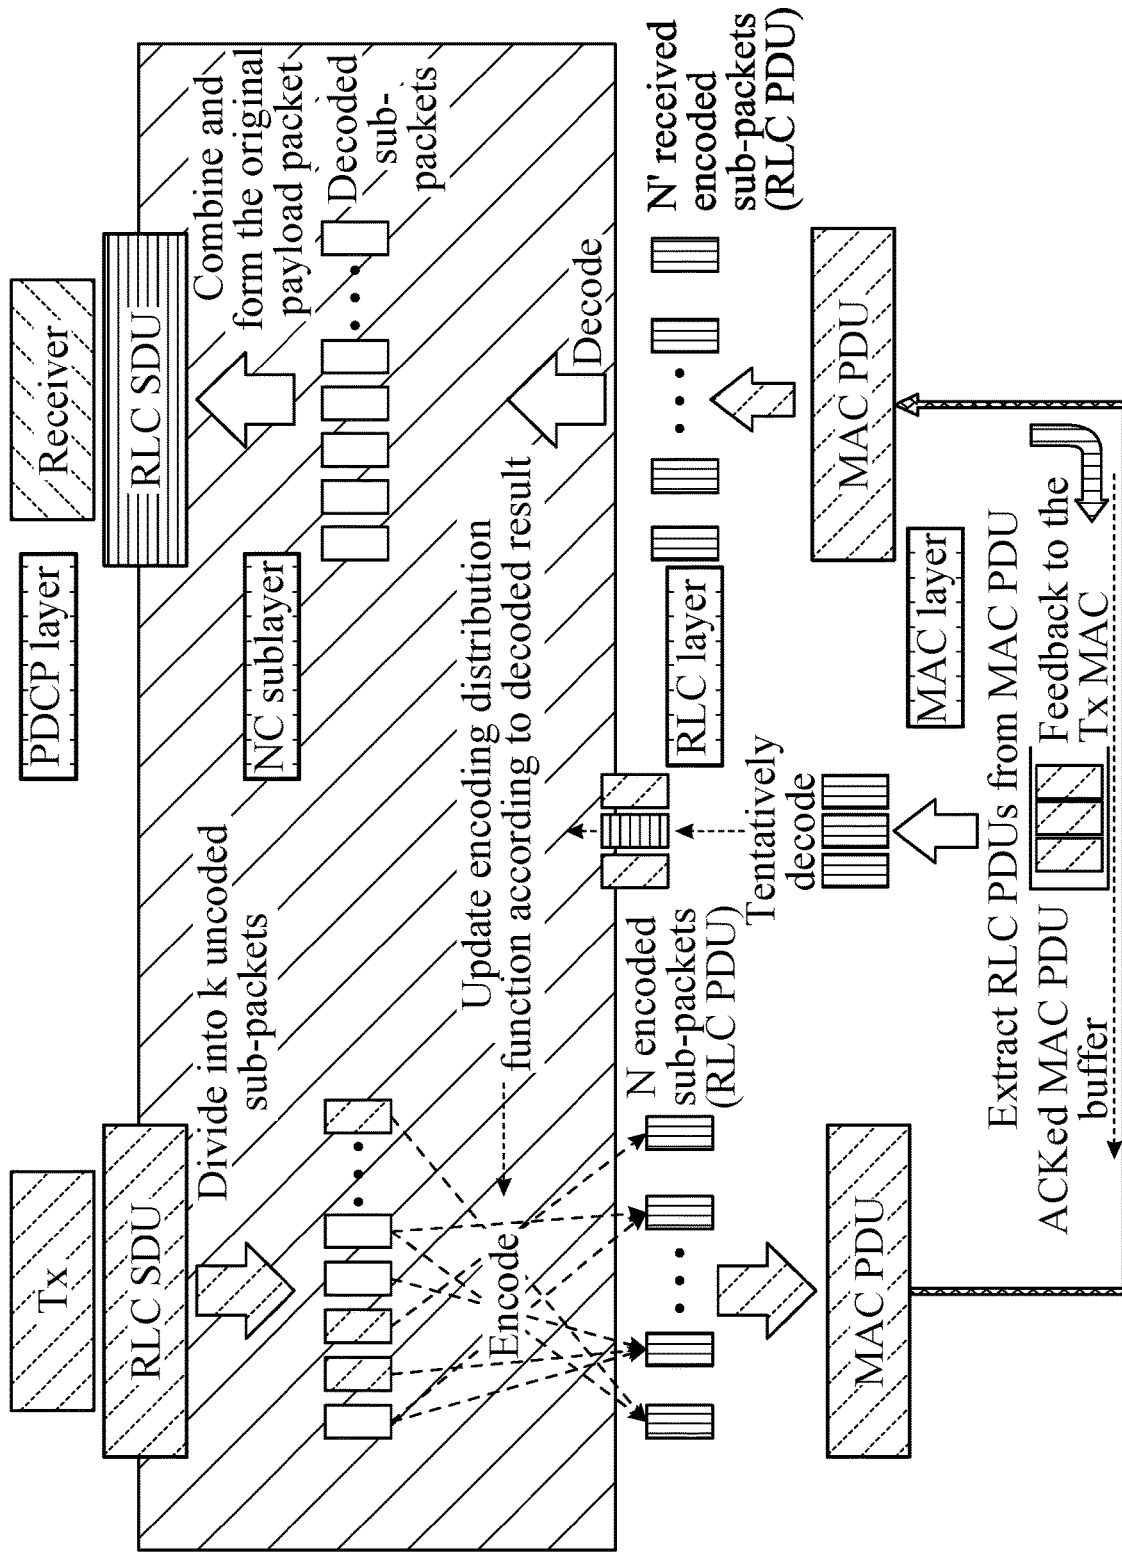 Tx
PDCP layer
Receiver
RLC SDU
RLC SDU
Divide into k uncoded
sub-packets
NC sublayer
Combine and
form the original
payload packet
Decoded
sub-
packets
Encode
Update encoding distribution
function according to decoded result
Decode
N encoded
sub-packets
(RLC PDU)
Tentatively
decode
RLC layer
N' received
encoded
sub-packets
(RLC PDU)
MAC PDU
MAC PDU
MAC layer
Extract RLC PDUs from MAC PDU
ACKed MAC PDU
buffer
Feedback to the
Tx MAC